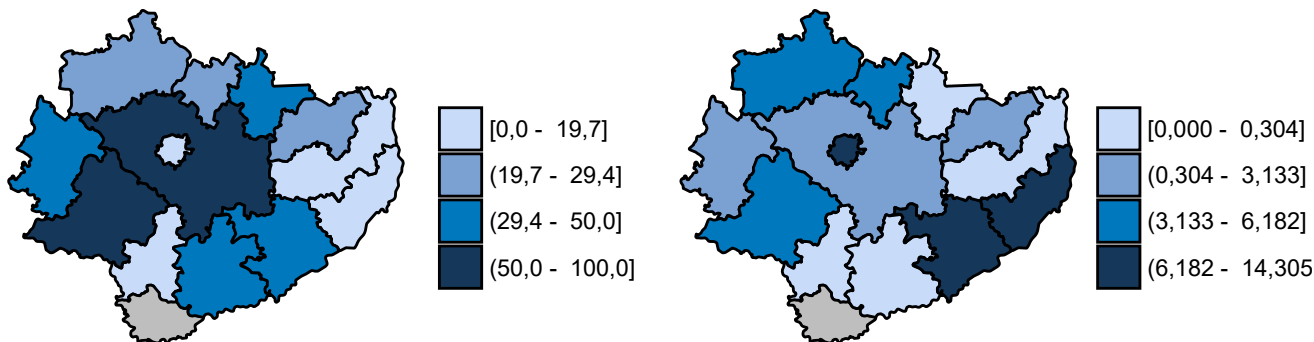 [0,0 - 19,7]
(19,7 - 29,4]
(29,4 - 50,0]
(50,0 - 100,0]
[0,000 - 0,304]
(0,304 - 3,133]
(3,133 - 6,182]
(6,182 - 14,305